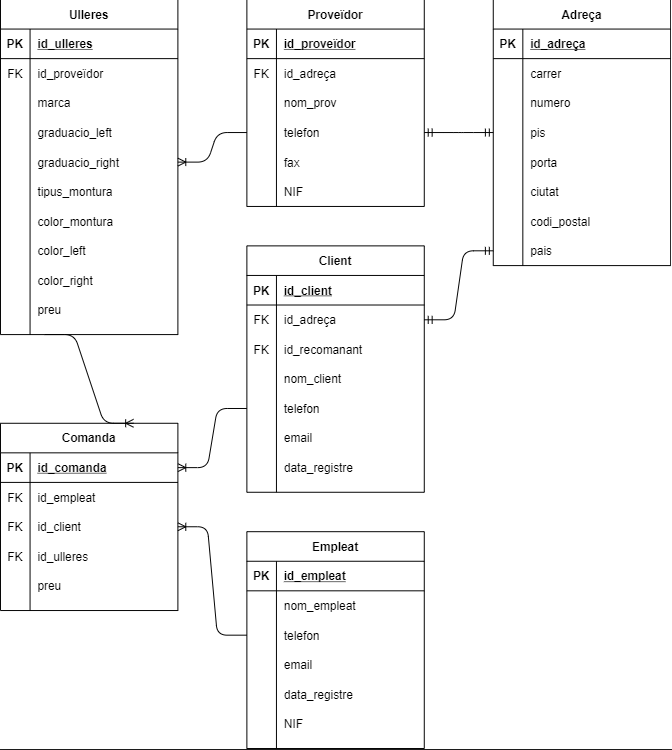 Ulleres
PK id_ulleres
FK id_proveïdor
marca
graduacio_left
graduacio_right
tipus_montura
color_montura
color_left
color_right
preu
Proveïdor
PK id_proveïdor
FK id_adreça
nom_prov
telefon
fax
NIF
Adreça
PK id_adreça
carrer
numero
pis
porta
ciutat
codi_postal
pais
Client
PK id_client
FK id_adreça
FK id_recomanant
nom_client
telefon
email
data_registre
Comanda
PK id_comanda
FK id_empleat
FK id_client
FK id_ulleres
preu
Empleat
PK id_empleat
nom_empleat
telefon
email
data_registre
NIF